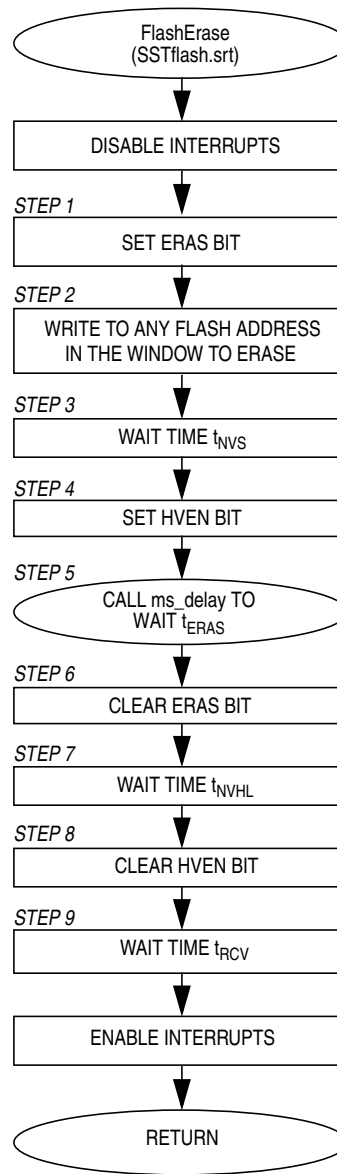 FlashErase
(SSTflash.srt)
DISABLE INTERRUPTS
STEP 1
SET ERAS BIT
STEP 2
WRITE TO ANY FLASH ADDRESS
IN THE WINDOW TO ERASE
STEP 3
WAIT TIME tNVS
STEP 4
SET HVEN BIT
STEP 5
CALL ms_delay TO
WAIT tERAS
STEP 6
CLEAR ERAS BIT
STEP 7
WAIT TIME tNVHL
STEP 8
CLEAR HVEN BIT
STEP 9
WAIT TIME tRCV
ENABLE INTERRUPTS
RETURN